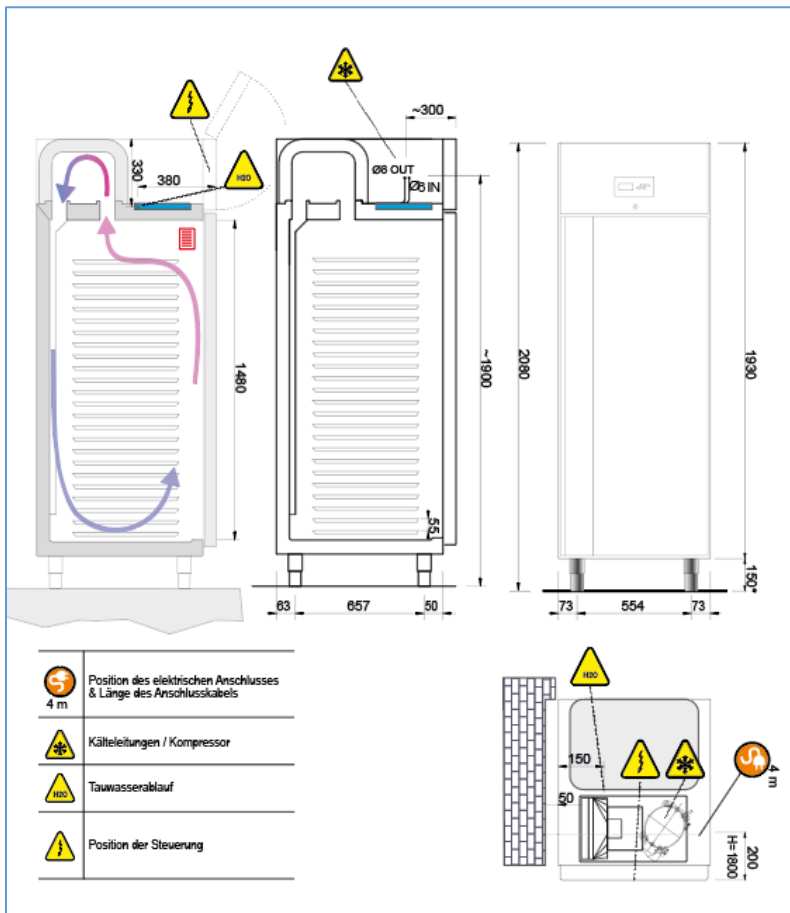 ~300
330
380
H2O
Ø6 OUT
Ø6 IN
1480
~1900
2080
1930
55
150*
63
657
50
73
554
73
4 m
Position des elektrischen Anschlusses
& Länge des Anschlusskabels
Kälteleitungen / Kompressor
H2O
Tauwasserablauf
Position der Steuerung
H2O
150
50
4 m
200
H=1800